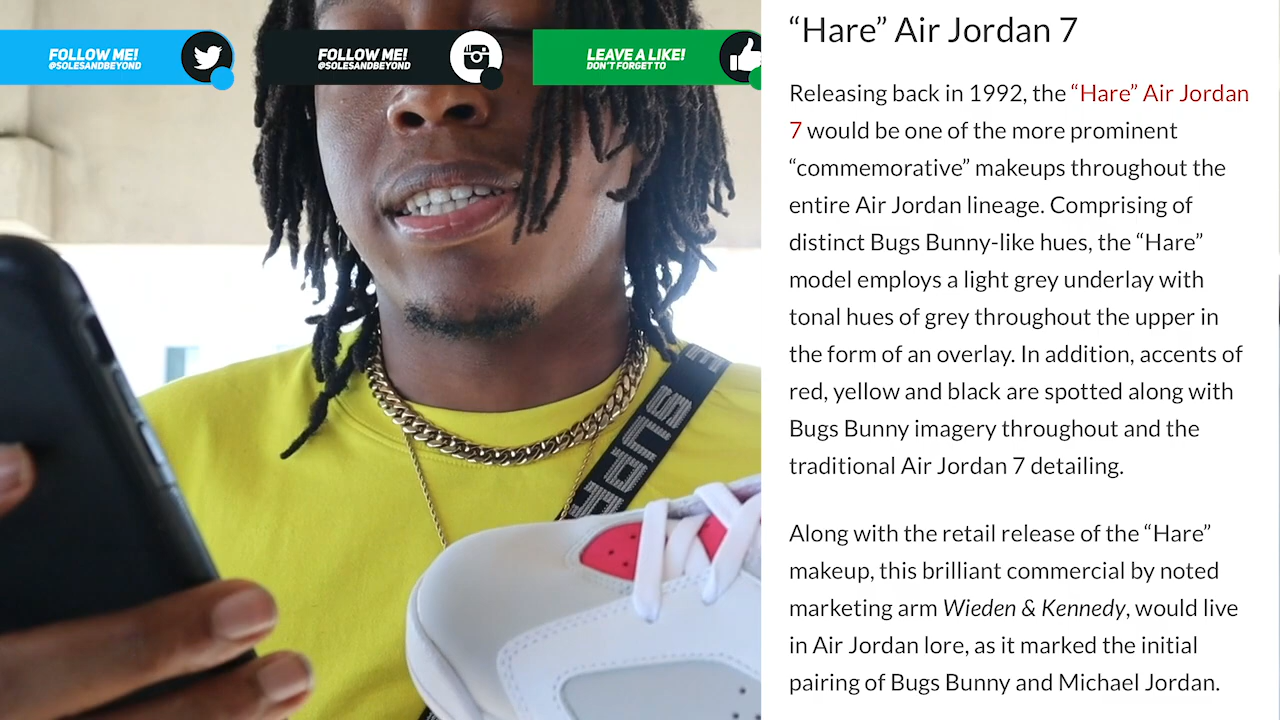 FOLLOW ME!
@SOLESANDBEYOND
FOLLOW ME!
@SOLESANDBEYOND
LEAVE A LIKE!
DON'T FORGET TO
SUPR
“Hare” Air Jordan 7
Releasing back in 1992, the “Hare” Air Jordan
7 would be one of the more prominent
“commemorative” makeups throughout the
entire Air Jordan lineage. Comprising of
distinct Bugs Bunny-like hues, the “Hare”
model employs a light grey underlay with
tonal hues of grey throughout the upper in
the form of an overlay. In addition, accents of
red, yellow and black are spotted along with
Bugs Bunny imagery throughout and the
traditional Air Jordan 7 detailing.
Along with the retail release of the “Hare”
makeup, this brilliant commercial by noted
marketing arm Wieden & Kennedy, would live
in Air Jordan lore, as it marked the initial
pairing of Bugs Bunny and Michael Jordan.